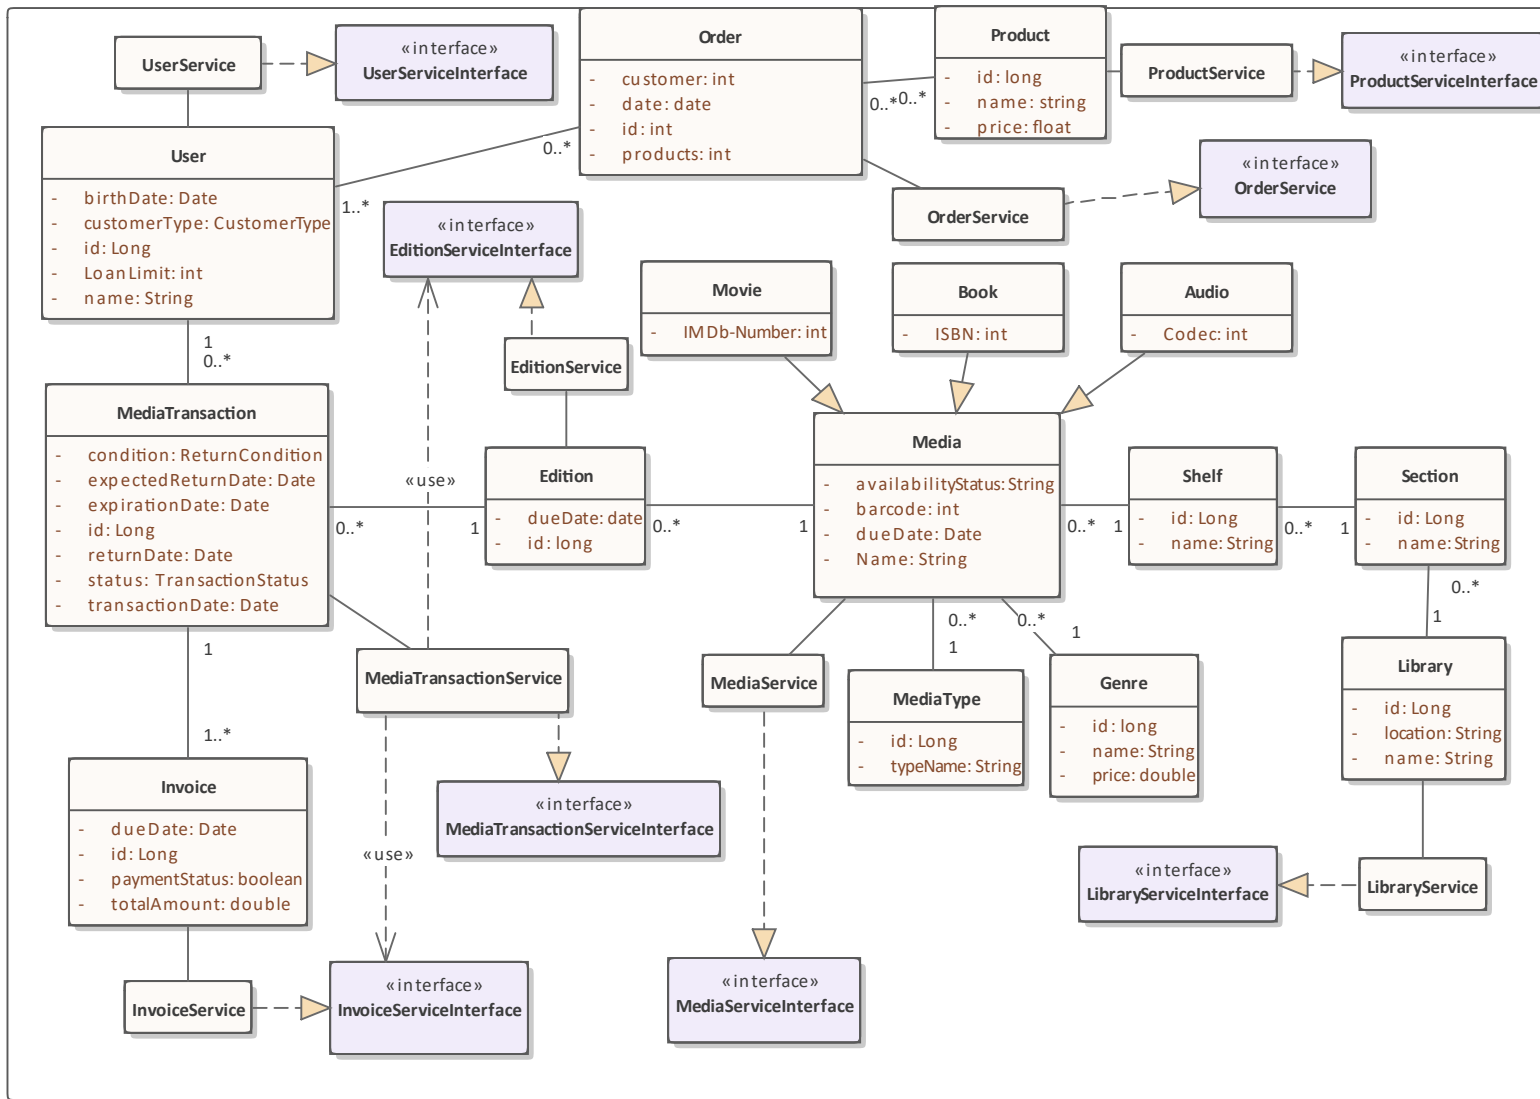 UserService
«interface»
UserServiceInterface
Order
- customer: int
- date: date
- id: int
- products: int
Product
- id: long
- name: string
- price: float
ProductService
«interface»
ProductServiceInterface
0..*
0..*
0..*
1..*
User
- birthDate: Date
- customerType: CustomerType
- id: Long
- LoanLimit: int
- name: String
«interface»
OrderService
OrderService
«interface»
EditionServiceInterface
Movie
- IMDb-Number: int
Book
- ISBN: int
Audio
- Codec: int
1
0..*
EditionService
MediaTransaction
- condition: ReturnCondition
- expectedReturnDate: Date
- expirationDate: Date
- id: Long
- returnDate: Date
- status: TransactionStatus
- transactionDate: Date
«use»
0..*
1
Edition
- dueDate: date
- id: long
0..*
1
Media
- availabilityStatus: String
- barcode: int
- dueDate: Date
- Name: String
0..*
1
Shelf
- id: Long
- name: String
0..*
1
Section
- id: Long
- name: String
0..*
1
1
1..*
MediaTransactionService
MediaService
0..*
1
0..*
1
MediaType
- id: Long
- typeName: String
Genre
- id: long
- name: String
- price: double
Library
- id: Long
- location: String
- name: String
Invoice
- dueDate: Date
- id: Long
- paymentStatus: boolean
- totalAmount: double
«use»
«interface»
MediaTransactionServiceInterface
«interface»
LibraryServiceInterface
LibraryService
InvoiceService
«interface»
InvoiceServiceInterface
«interface»
MediaServiceInterface